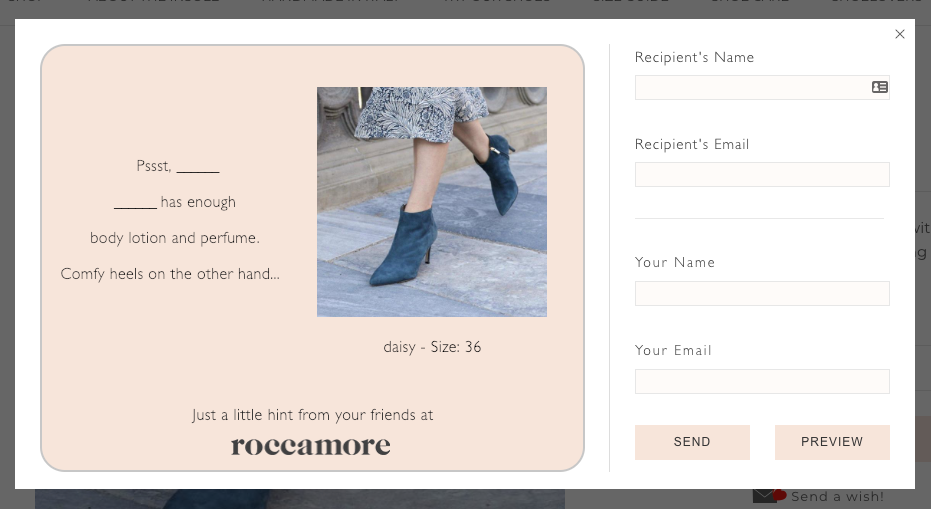 Pssst, ______
______ has enough
body lotion and perfume.
Comfy heels on the other hand...
daisy - Size: 36
Just a little hint from your friends at
roccamore
Recipient's Name
Recipient's Email
Your Name
Your Email
SEND
PREVIEW
Send a wish!